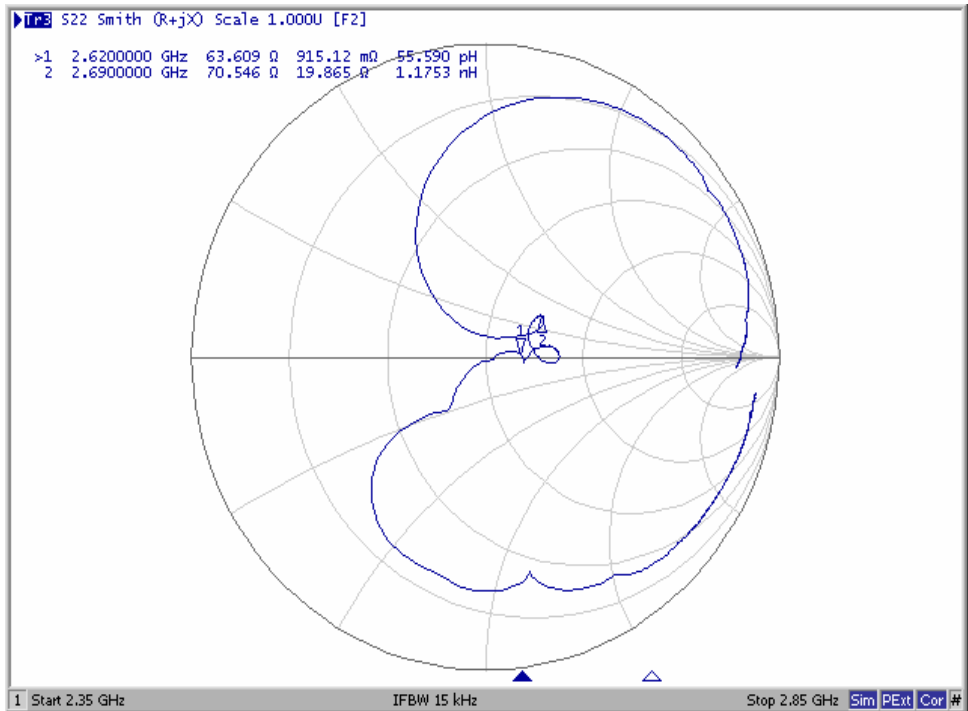 Tr3 S22 Smith (R+jX) Scale 1.000U [F2]
>1 2.6200000 GHz 63.609 Ω 915.12 mΩ 55.590 pH
2 2.6900000 GHz 70.546 Ω 19.865 Ω 1.1753 nH
1
2
1 Start 2.35 GHz IFBW 15 kHz Stop 2.85 GHz Sim PExt Cor #